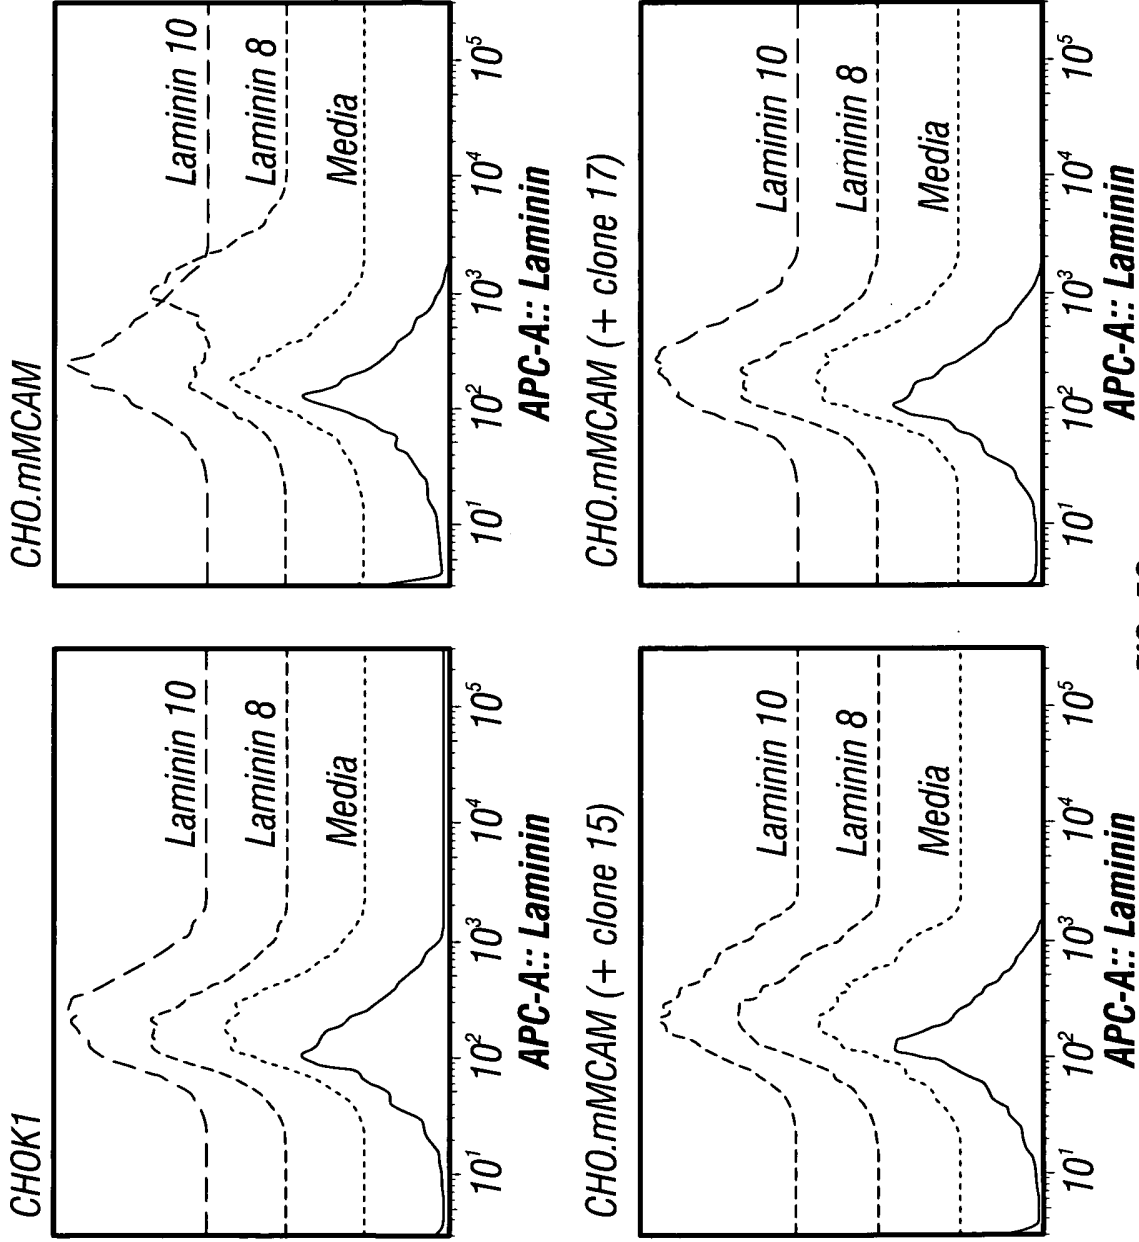 CHOK1
Laminin 10
Laminin 8
Media
10¹ 10² 10³ 10⁴ 10⁵
APC-A:: Laminin
CHO.mMCAM
Laminin 10
Laminin 8
Media
10¹ 10² 10³ 10⁴ 10⁵
APC-A:: Laminin
CHO.mMCAM (+ clone 15)
Laminin 10
Laminin 8
Media
10¹ 10² 10³ 10⁴ 10⁵
APC-A:: Laminin
CHO.mMCAM (+ clone 17)
Laminin 10
Laminin 8
Media
10¹ 10² 10³ 10⁴ 10⁵
APC-A:: Laminin